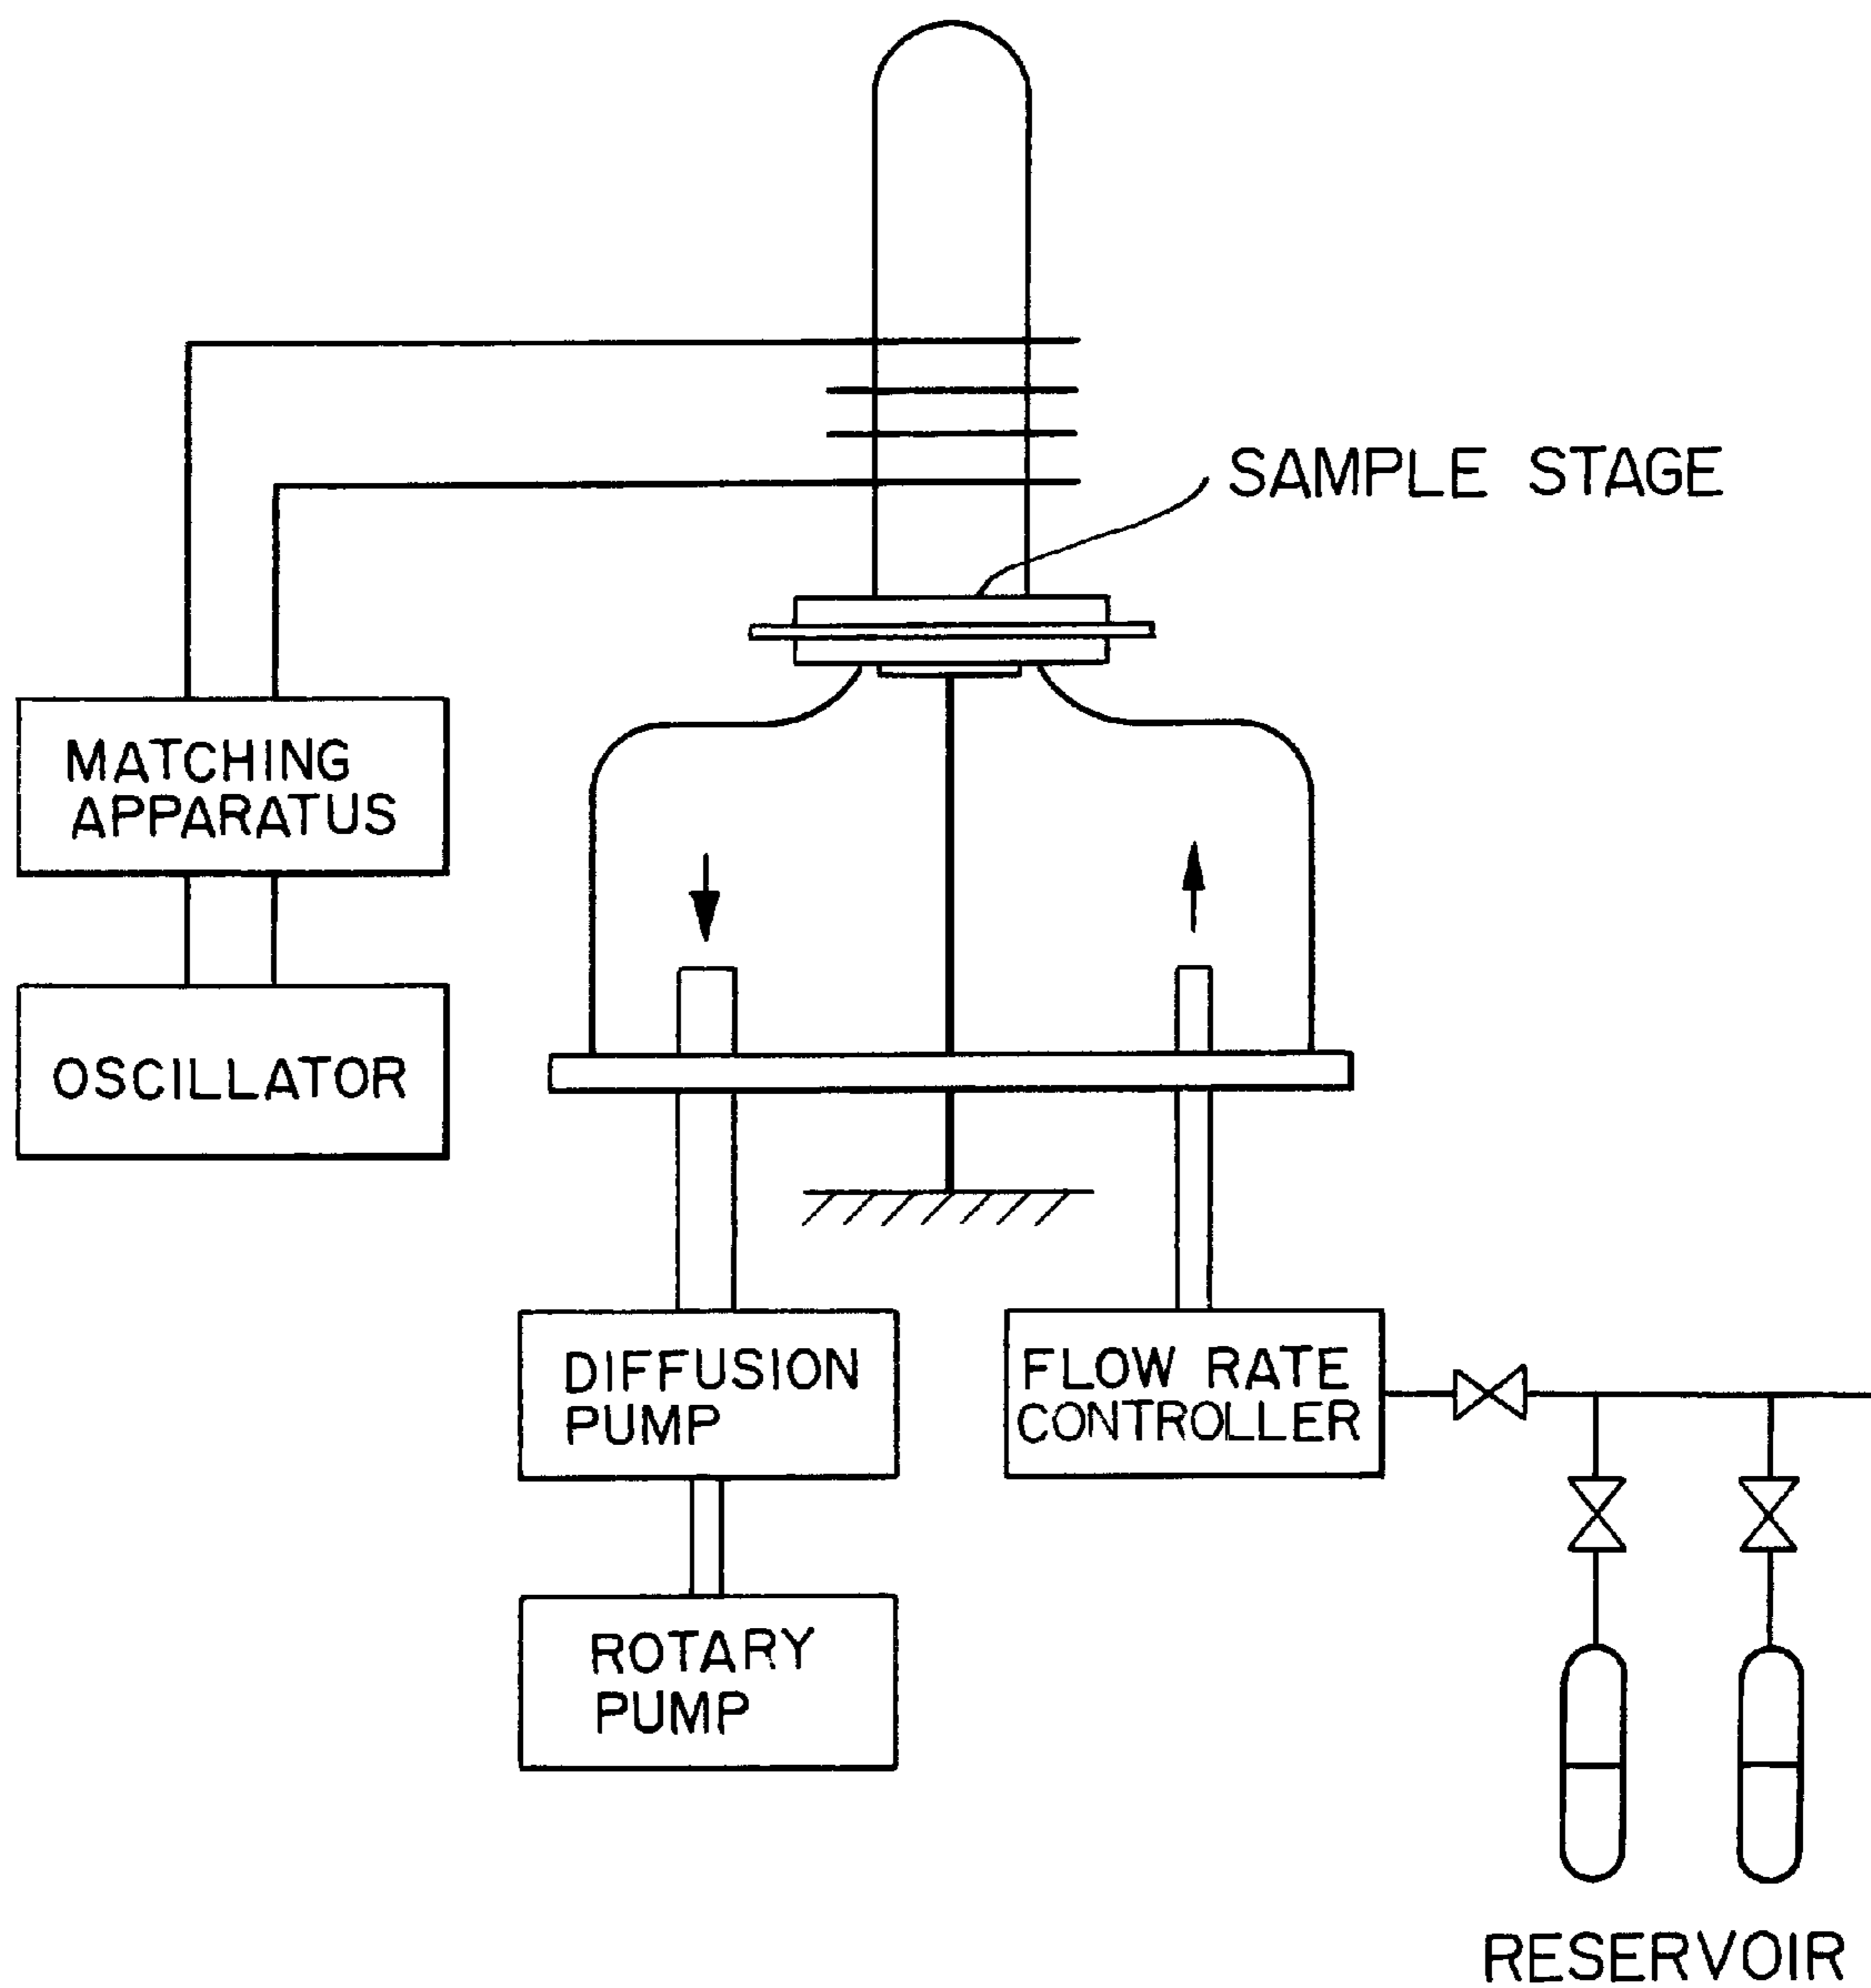 SAMPLE STAGE
MATCHING
APPARATUS
OSCILLATOR
DIFFUSION
PUMP
FLOW RATE
CONTROLLER
ROTARY
PUMP
RESERVOIR